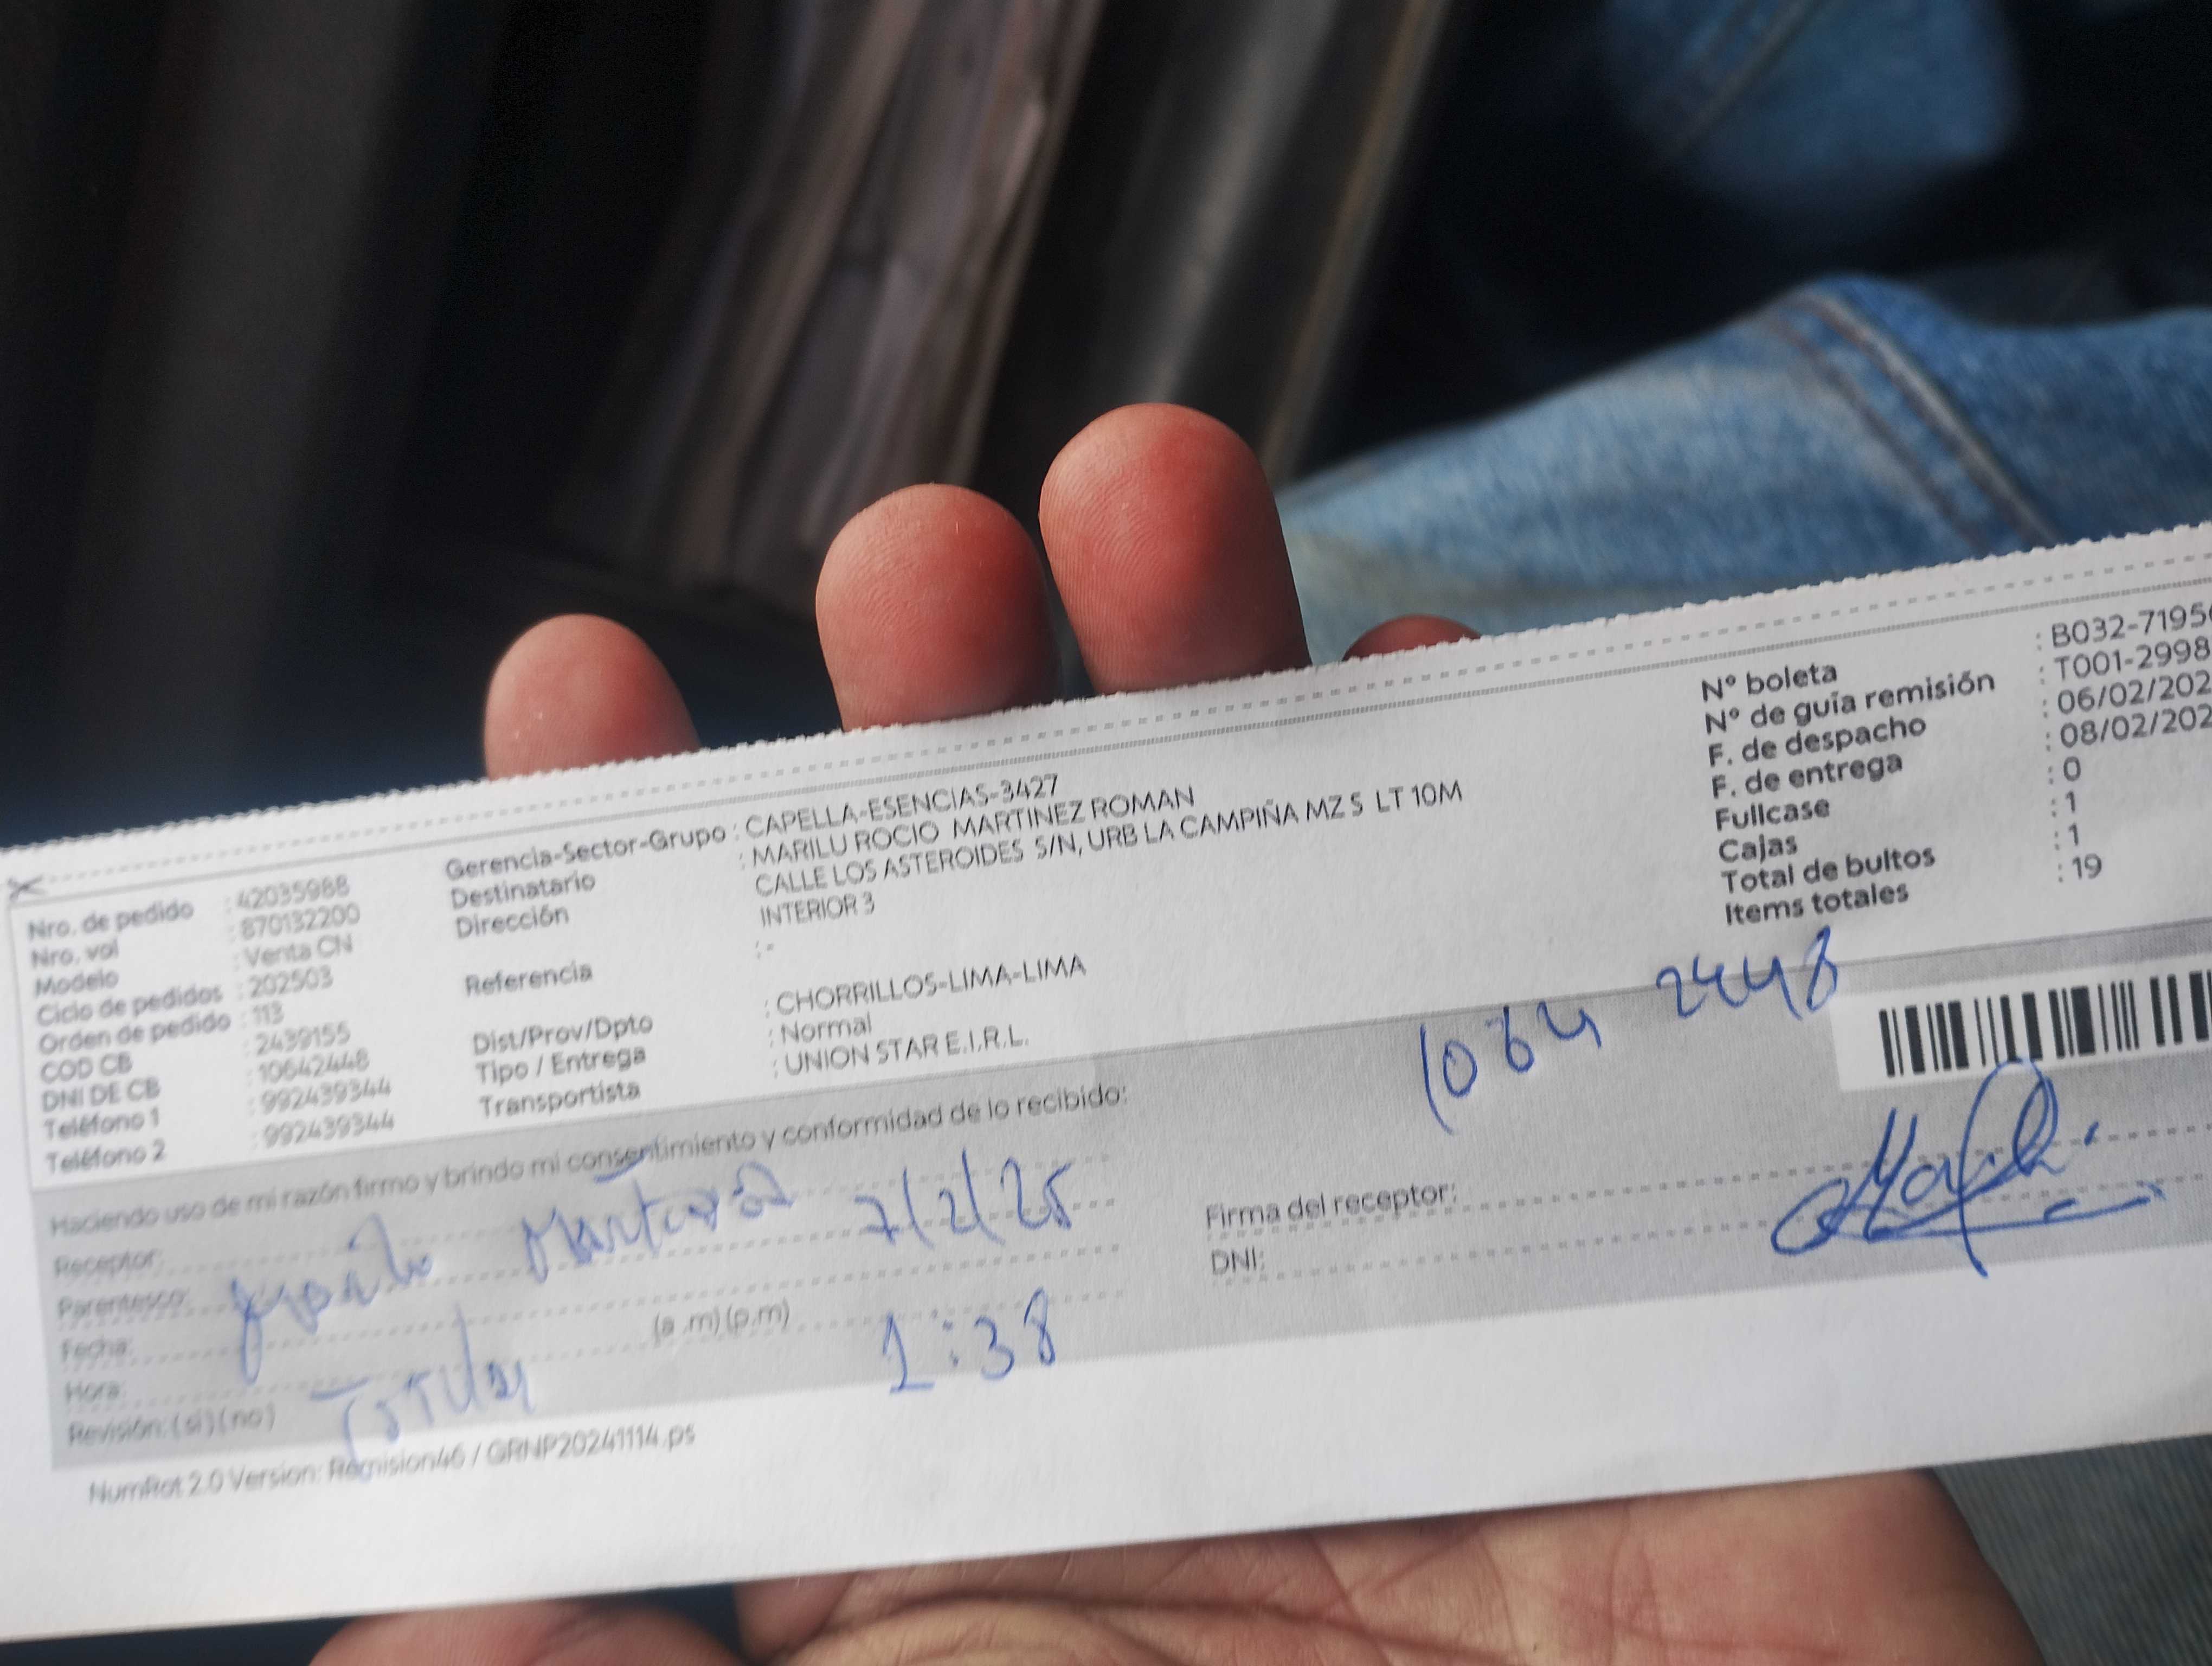 Nro. de pedido : 42035988
Nro. vol : 870132200
Modelo : Venta CN
Ciclo de pedidos : 202503
Orden de pedido : 113
COD CB : 2439155
DNI DE CB : 10642448
Teléfono 1 : 992439344
Teléfono 2 : 992439344
Gerencia-Sector-Grupo : CAPELLA-ESENCIAS-3427
Destinatario : MARILU ROCIO MARTINEZ ROMAN
Dirección CALLE LOS ASTEROIDES S/N, URB LA CAMPIÑA MZ S LT 10M
INTERIOR 3
Referencia : -
Dist/Prov/Dpto : CHORRILLOS-LIMA-LIMA
Tipo / Entrega : Normal
Transportista : UNION STAR E.I.R.L.
N° boleta : B032-7195
N° de guía remisión : T001-2998
F. de despacho : 06/02/202
F. de entrega : 08/02/202
Fullcase : 0
Cajas : 1
Total de bultos : 1
Items totales : 19
1064 2448
Haciendo uso de mi razón firmo y brindo mi consentimiento y conformidad de lo recibido:
Receptor:
Parentesco:
Fecha:
Hora: (a .m) (p.m)
Revisión: (si) (no)
7/2/25
Titular
1:38
Firma del receptor:
DNI:
NumRot 2.0 Version: Remision46 / GRNP20241114.ps